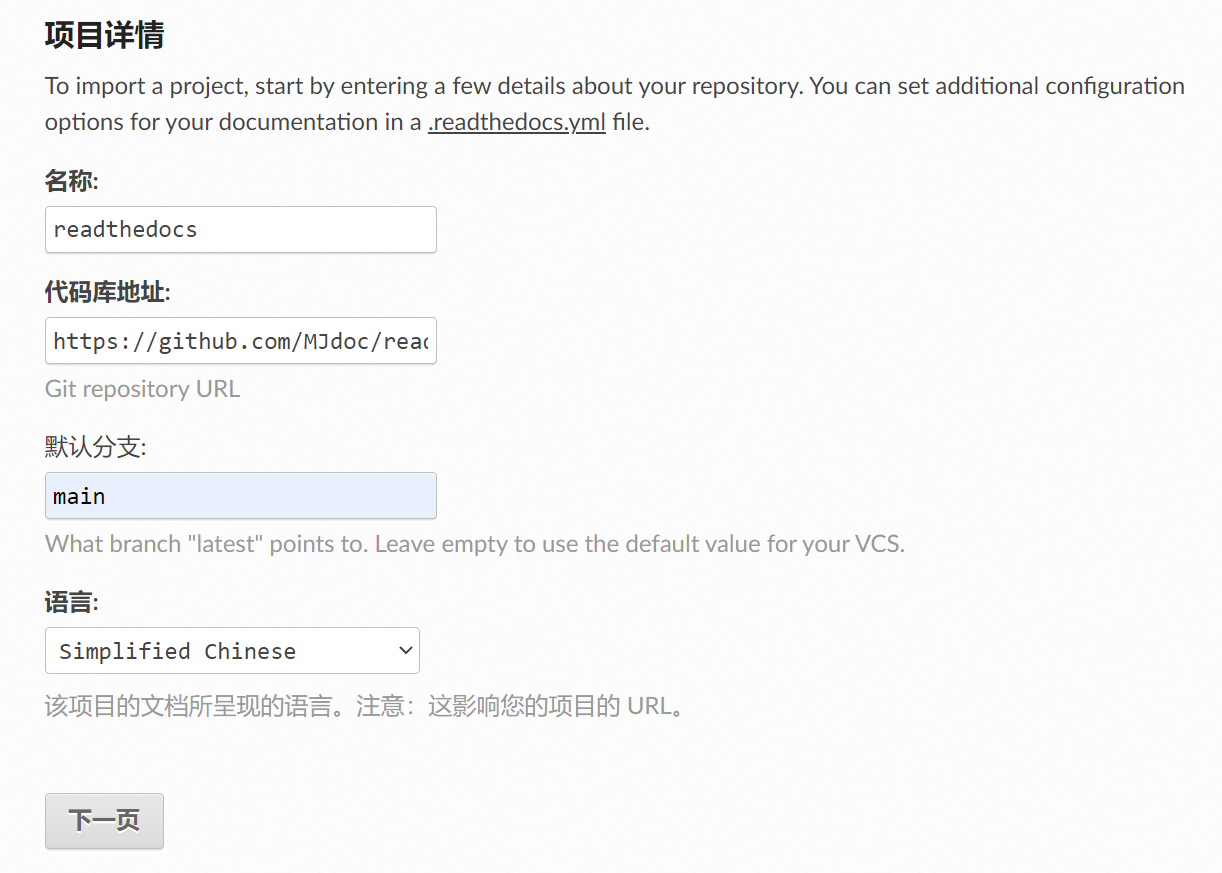 项目详情
To import a project, start by entering a few details about your repository. You can set additional configuration
options for your documentation in a .readthedocs.yml file.
名称:
readthedocs
代码库地址:
https://github.com/MJdoc/read
Git repository URL
默认分支:
main
What branch "latest" points to. Leave empty to use the default value for your VCS.
语言:
Simplified Chinese
该项目的文档所呈现的语言。注意：这影响您的项目的 URL。
下一页